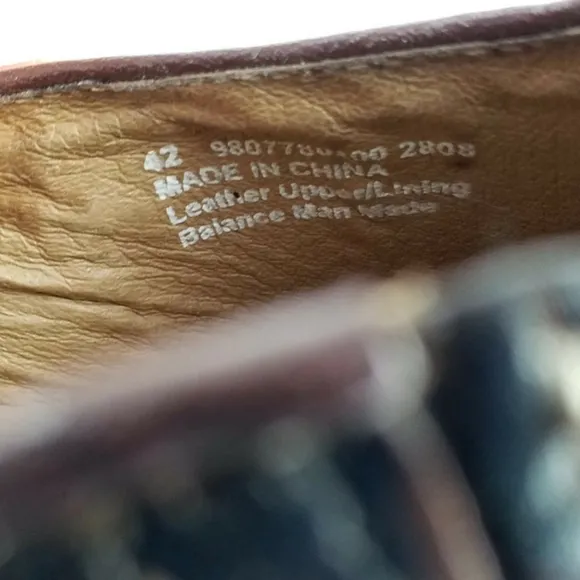 42 2808
MADE IN CHINA
Leather Upper/Lining
Balance Man Made